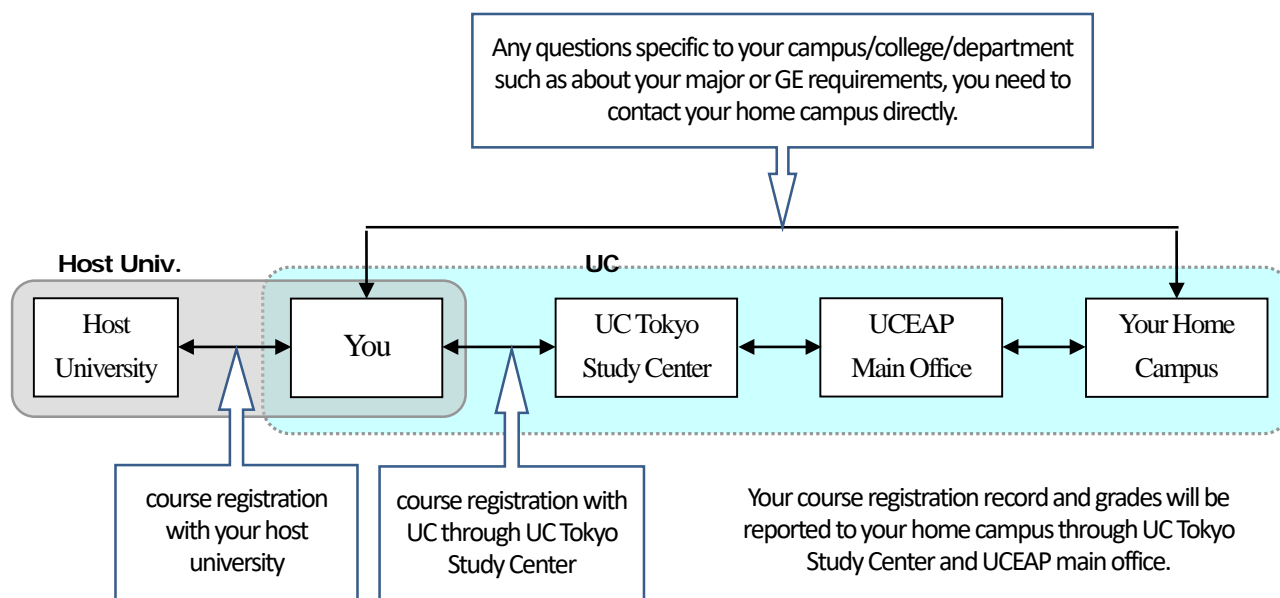 Any questions specific to your campus/college/department
such as about your major or GE requirements, you need to
contact your home campus directly.
Host Univ.
UC
Host
University
You
UC Tokyo
Study Center
UCEAP
Main Office
Your Home
Campus
course registration
with your host
university
course registration with
UC through UC Tokyo
Study Center
Your course registration record and grades will be
reported to your home campus through UC Tokyo
Study Center and UCEAP main office.